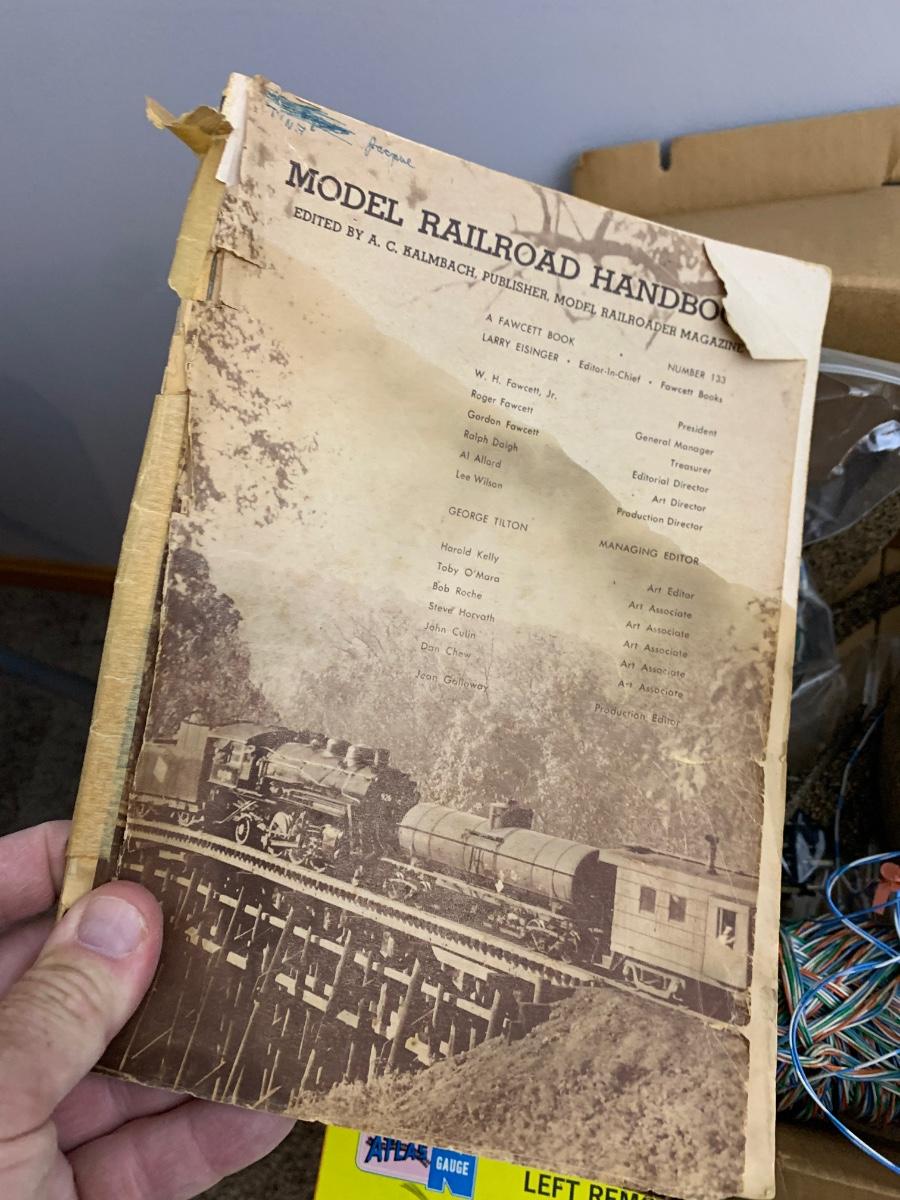 Jacque
MODEL RAILROAD HANDBOO
EDITED BY A. C. KALMBACH, PUBLISHER, MODEL RAILROADER MAGAZINE
A FAWCETT BOOK • NUMBER 133
LARRY EISINGER • Editor-In-Chief • Fawcett Books
W. H. Fawcett, Jr. President
Roger Fawcett General Manager
Gordon Fawcett Treasurer
Ralph Daigh Editorial Director
Al Allard Art Director
Lee Wilson Production Director
GEORGE TILTON MANAGING EDITOR
Harold Kelly Art Editor
Toby O'Mara Art Associate
Bob Roche Art Associate
Steve Horvath Art Associate
John Culin Art Associate
Dan Chew Art Associate
Jean Galloway Production Editor
ATLAS
N GAUGE
LEFT REMO